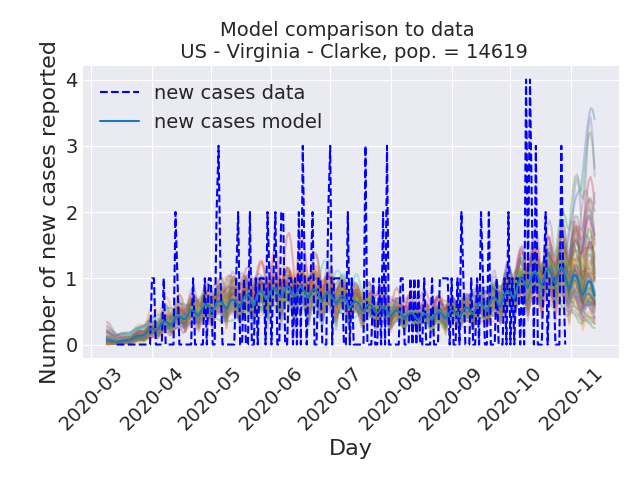 Model comparison to data
US - Virginia - Clarke, pop. = 14619
Number of new cases reported
4
3
2
1
0
new cases data
new cases model
2020-03
2020-04
2020-05
2020-06
2020-07
2020-08
2020-09
2020-10
2020-11
Day